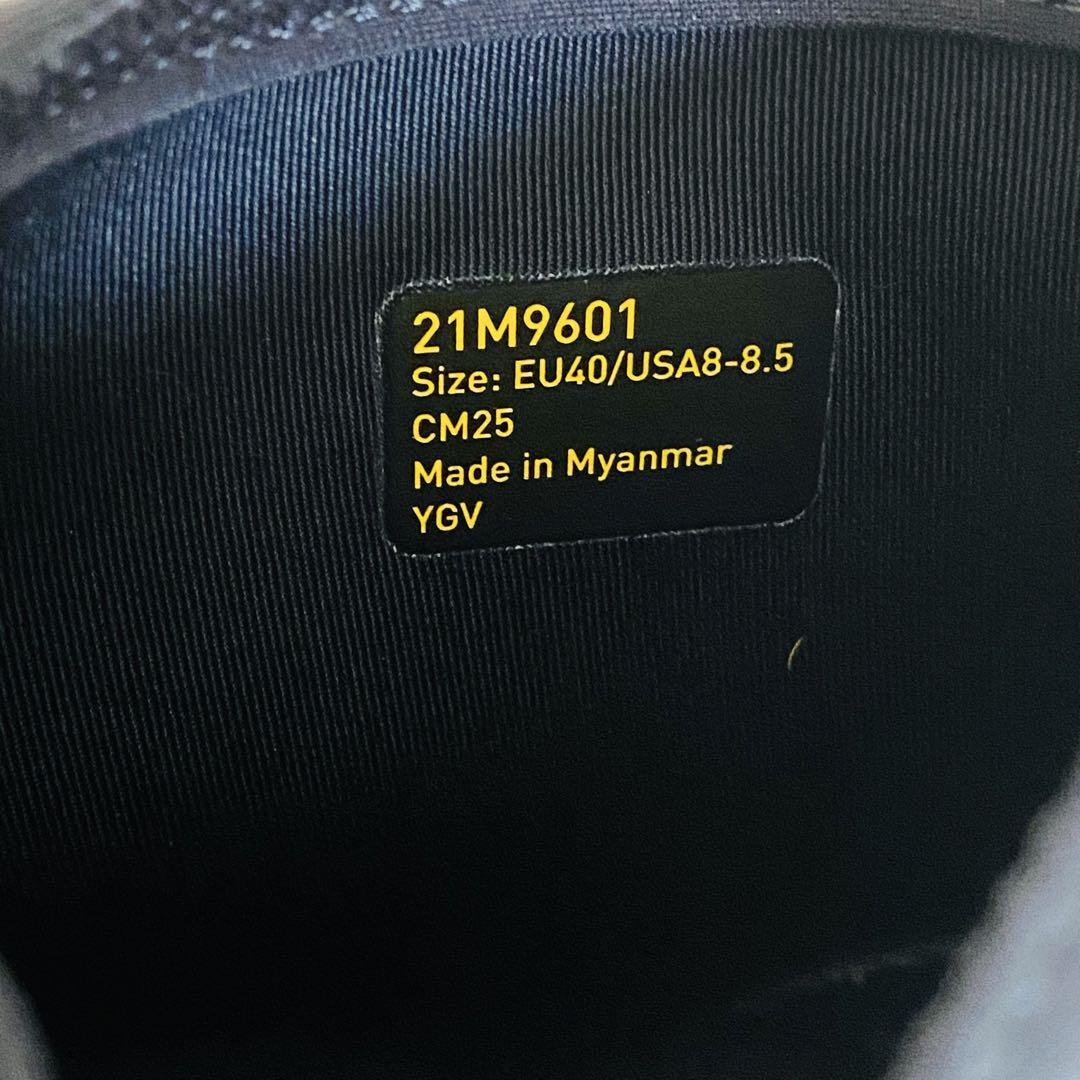 21M9601
Size: EU40/USA8-8.5
CM25
Made in Myanmar
YGV